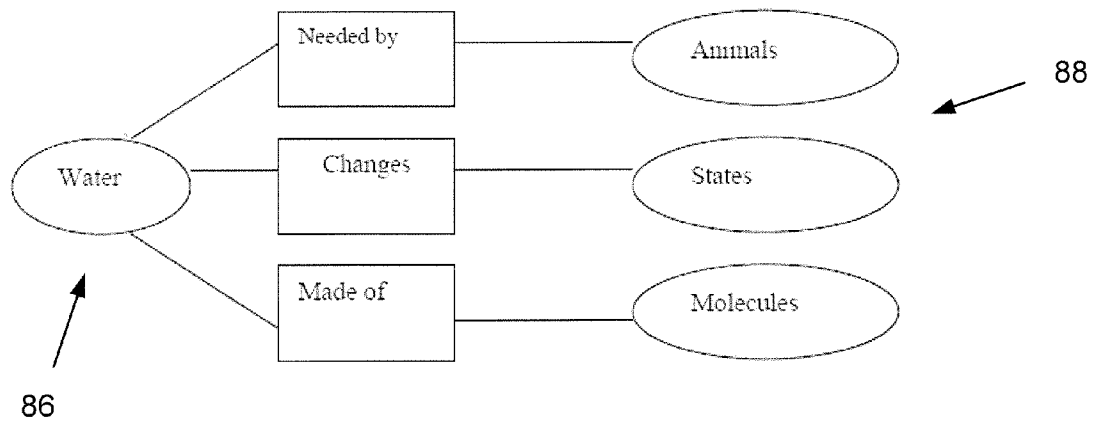 Needed by
Animals
88
Water
Changes
States
Made of
Molecules
86